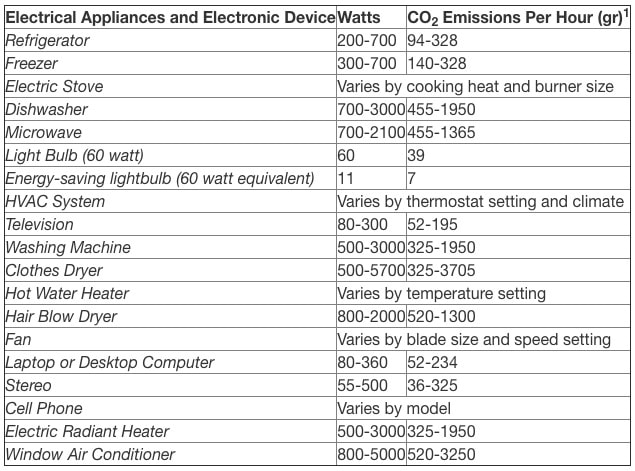 Electrical Appliances and Electronic Device Watts CO2 Emissions Per Hour (gr)1
Refrigerator 200-700 94-328
Freezer 300-700 140-328
Electric Stove Varies by cooking heat and burner size
Dishwasher 700-3000 455-1950
Microwave 700-2100 455-1365
Light Bulb (60 watt) 60 39
Energy-saving lightbulb (60 watt equivalent) 11 7
HVAC System Varies by thermostat setting and climate
Television 80-300 52-195
Washing Machine 500-3000 325-1950
Clothes Dryer 500-5700 325-3705
Hot Water Heater Varies by temperature setting
Hair Blow Dryer 800-2000 520-1300
Fan Varies by blade size and speed setting
Laptop or Desktop Computer 80-360 52-234
Stereo 55-500 36-325
Cell Phone Varies by model
Electric Radiant Heater 500-3000 325-1950
Window Air Conditioner 800-5000 520-3250